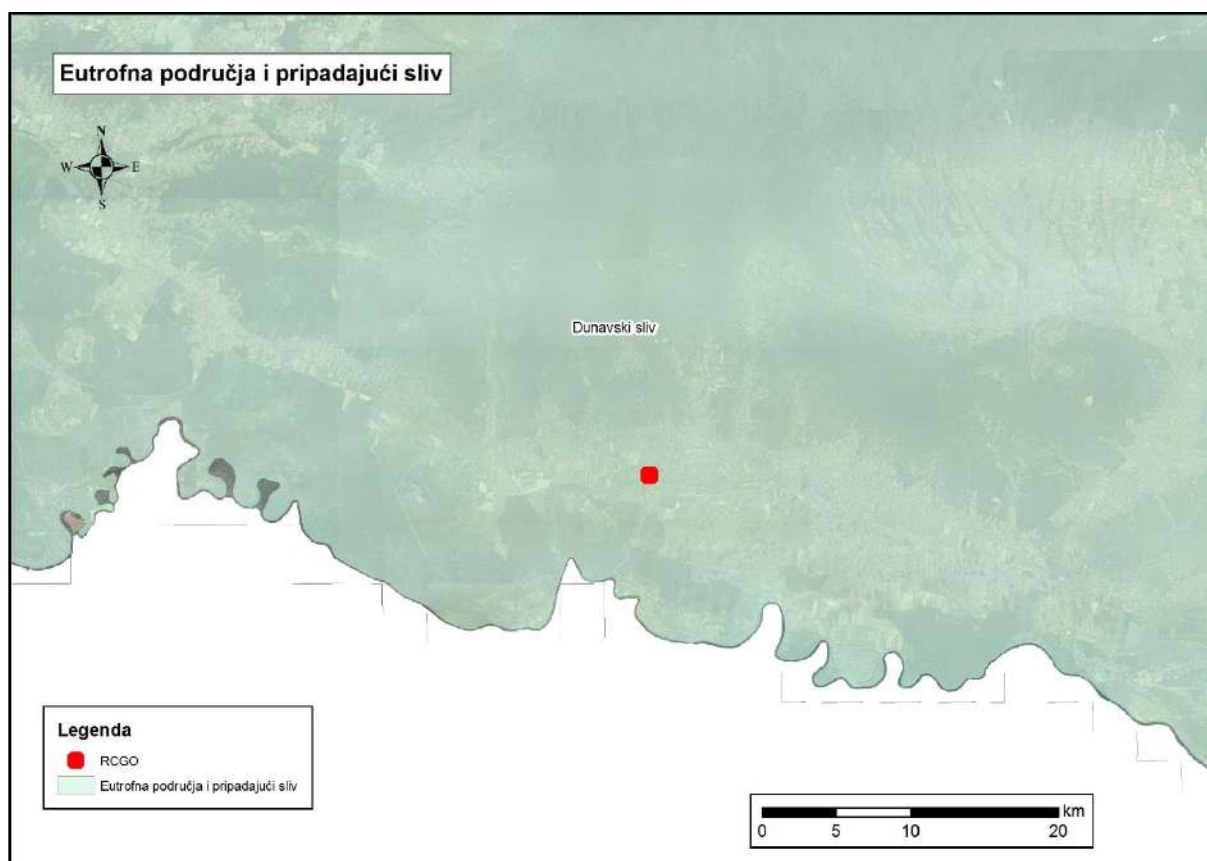 Eutrofna područja i pripadajući sliv
N
W E
S
Dunavski sliv
Legenda
RCGO
Eutrofna područja i pripadajući sliv
km
0 5 10 20